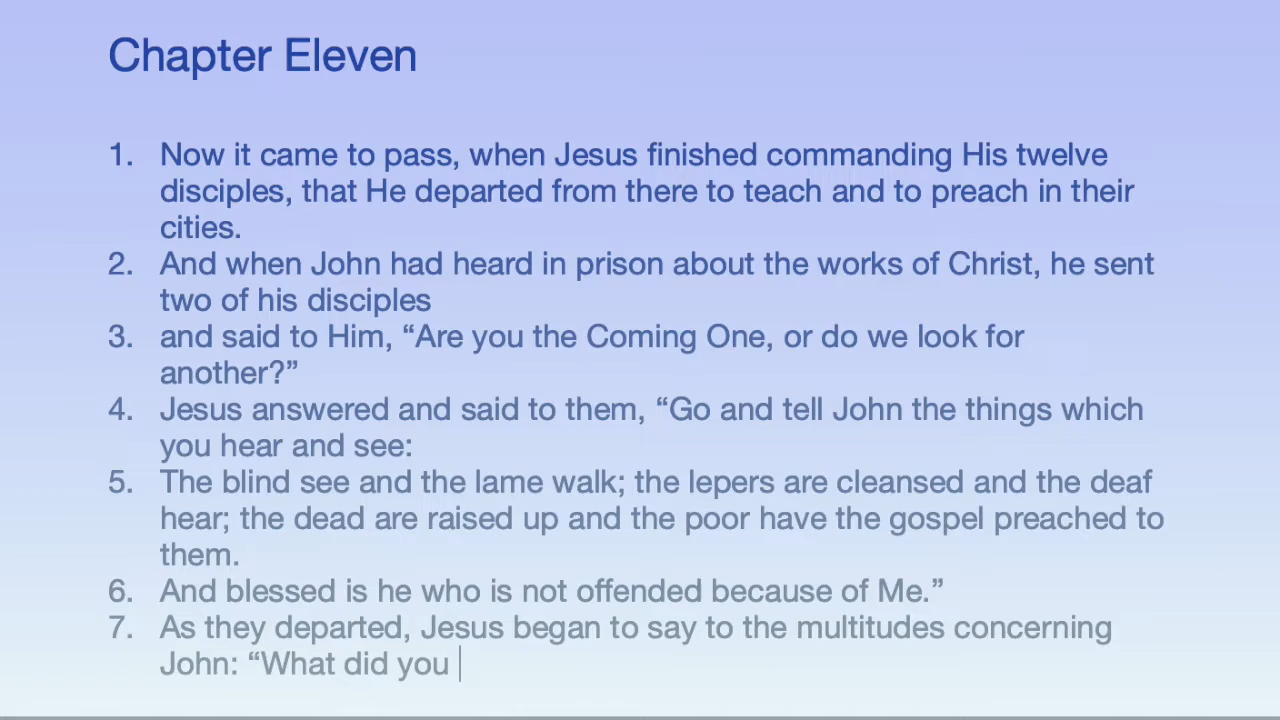 Chapter Eleven
1. Now it came to pass, when Jesus finished commanding His twelve
disciples, that He departed from there to teach and to preach in their
cities.
2. And when John had heard in prison about the works of Christ, he sent
two of his disciples
3. and said to Him, “Are you the Coming One, or do we look for
another?”
4. Jesus answered and said to them, “Go and tell John the things which
you hear and see:
5. The blind see and the lame walk; the lepers are cleansed and the deaf
hear; the dead are raised up and the poor have the gospel preached to
them.
6. And blessed is he who is not offended because of Me.”
7. As they departed, Jesus began to say to the multitudes concerning
John: “What did you